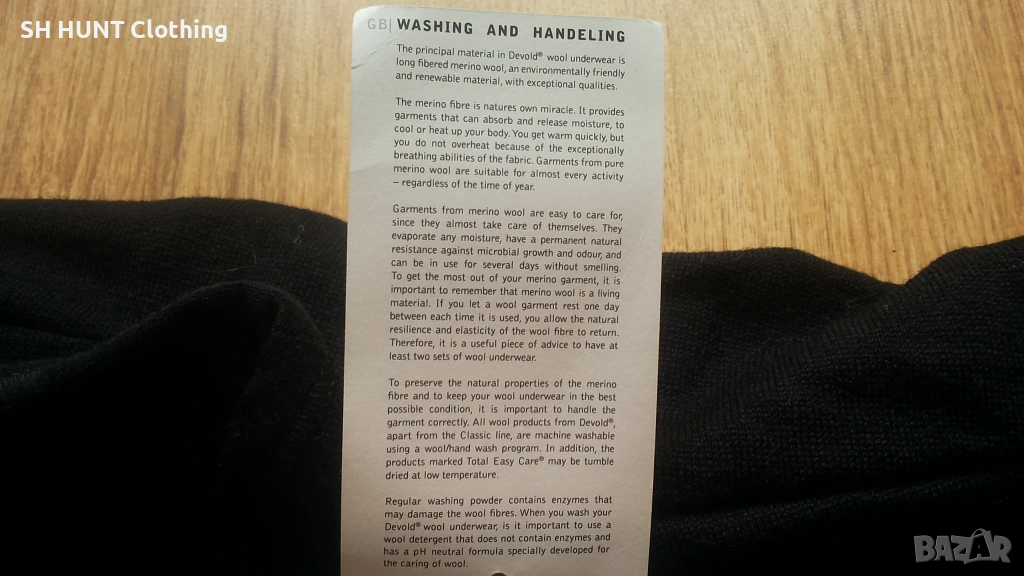 SH HUNT Clothing
GB| WASHING AND HANDELING
The principal material in Devold® wool underwear is
long fibered merino wool, an environmentally friendly
and renewable material, with exceptional qualities.
The merino fibre is natures own miracle. It provides
garments that can absorb and release moisture, to
cool or heat up your body. You get warm quickly, but
you do not overheat because of the exceptionally
breathing abilities of the fabric. Garments from pure
merino wool are suitable for almost every activity
– regardless of the time of year.
Garments from merino wool are easy to care for,
since they almost take care of themselves. They
evaporate any moisture, have a permanent natural
resistance against microbial growth and odour, and
can be in use for several days without smelling.
To get the most out of your merino garment, it is
important to remember that merino wool is a living
material. If you let a wool garment rest one day
between each time it is used, you allow the natural
resilience and elasticity of the wool fibre to return.
Therefore, it is a useful piece of advice to have at
least two sets of wool underwear.
To preserve the natural properties of the merino
fibre and to keep your wool underwear in the best
possible condition, it is important to handle the
garment correctly. All wool products from Devold®,
apart from the Classic line, are machine washable
using a wool/hand wash program. In addition, the
products marked Total Easy Care® may be tumble
dried at low temperature.
Regular washing powder contains enzymes that
may damage the wool fibres. When you wash your
Devold® wool underwear, is it important to use a
wool detergent that does not contain enzymes and
has a pH neutral formula specially developed for
the caring of wool.
BAZAR